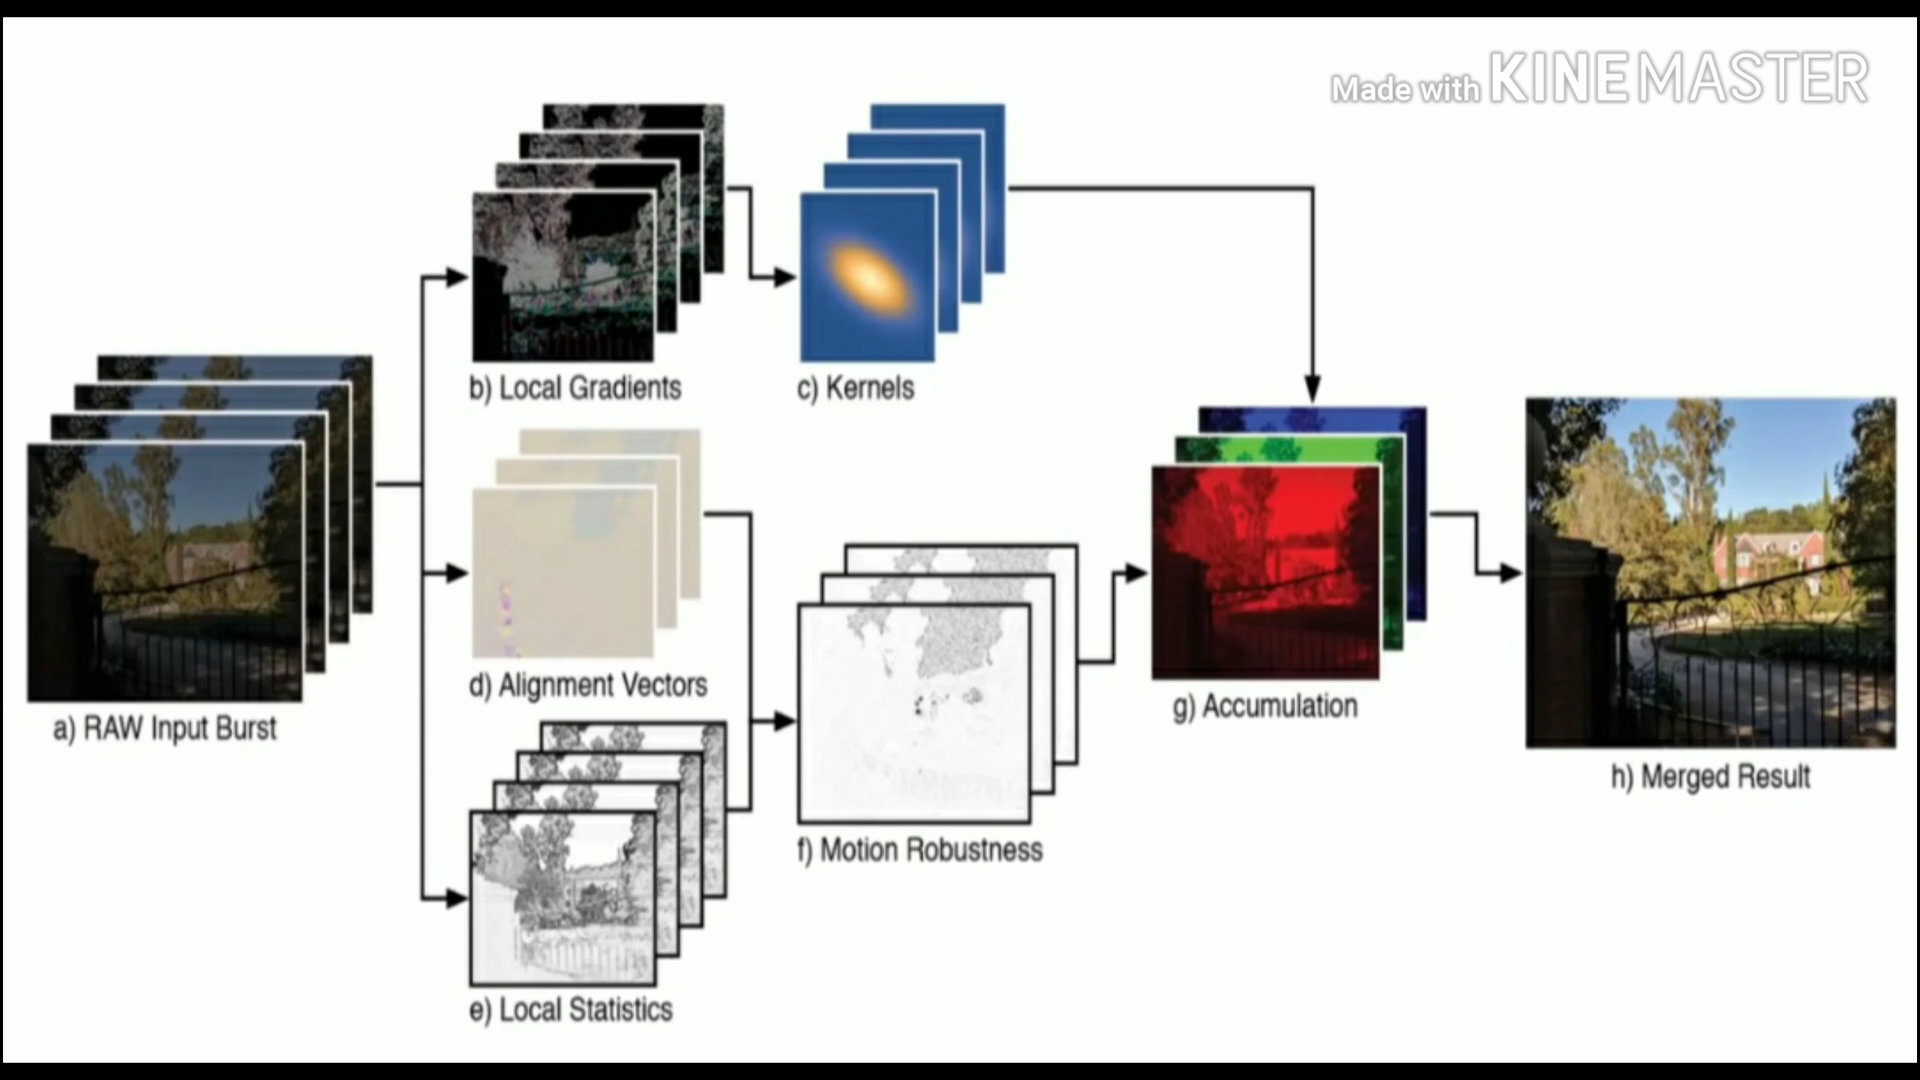 Made with KINEMASTER
b) Local Gradients
c) Kernels
a) RAW Input Burst
d) Alignment Vectors
g) Accumulation
h) Merged Result
f) Motion Robustness
e) Local Statistics